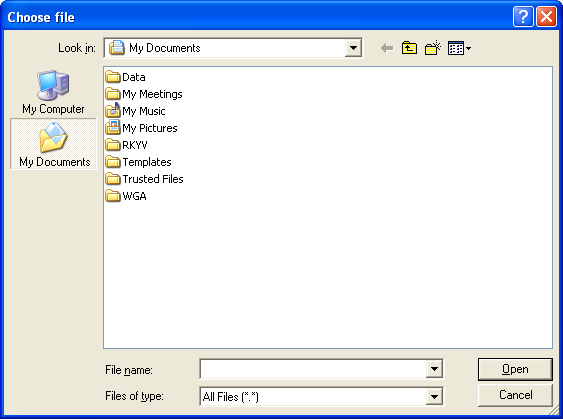 Choose file
Look in: My Documents
My Computer
My Documents
Data
My Meetings
My Music
My Pictures
RKYV
Templates
Trusted Files
WGA
File name:
Open
Files of type: All Files (*.*)
Cancel